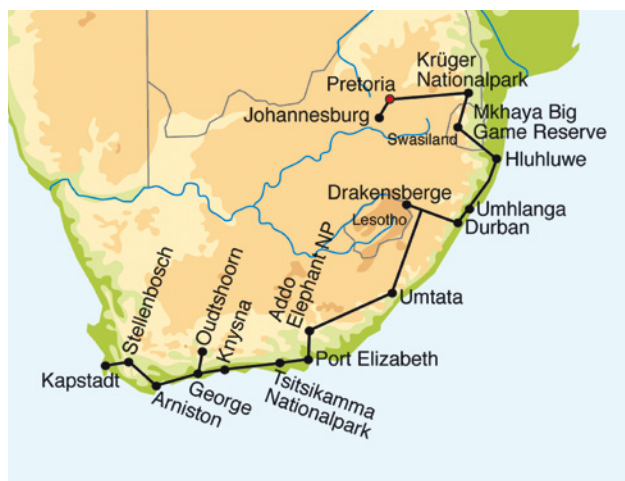 Krüger
Nationalpark
Pretoria
Johannesburg
Mkhaya Big
Game Reserve
Swasiland
Hluhluwe
Drakensberge
Lesotho
Umhlanga
Durban
Umtata
Addo
Elephant NP
Stellenbosch
Oudtshoorn
Knysna
Port Elizabeth
Kapstadt
Arniston
George
Tsitsikamma
Nationalpark